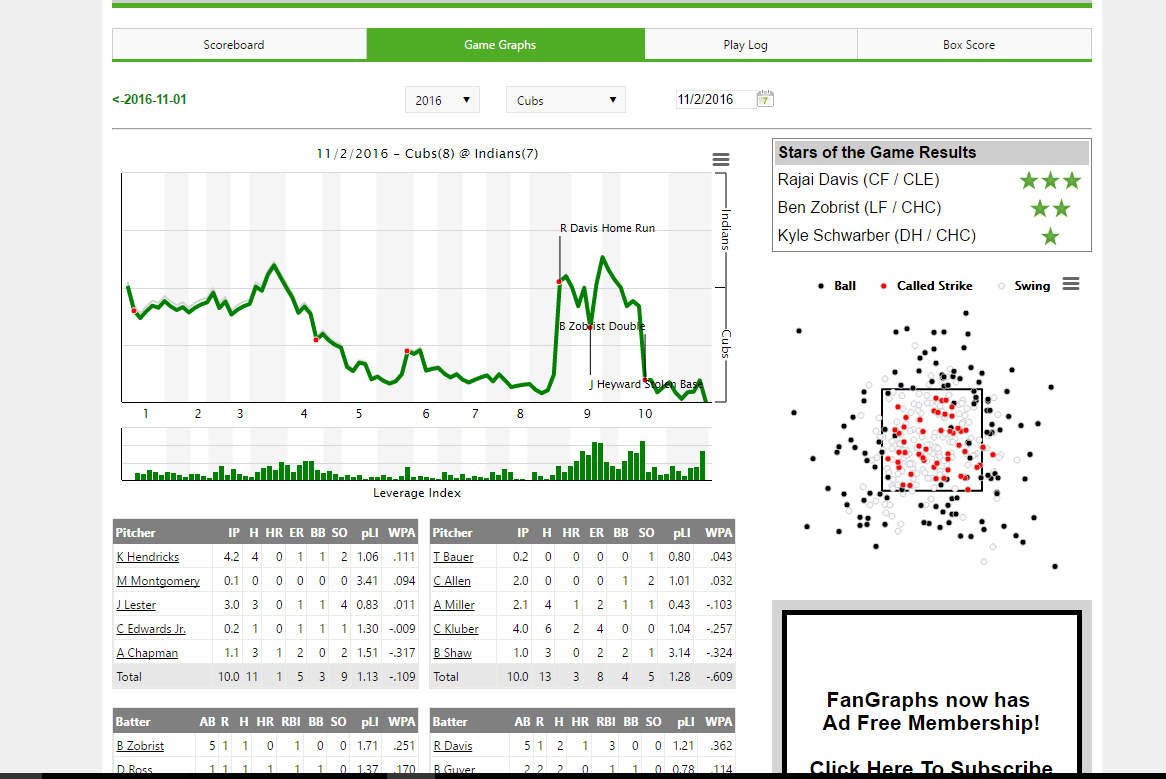 Scoreboard Game Graphs Play Log Box Score
<-2016-11-01 2016 Cubs 11/2/2016 7
11/2/2016 - Cubs(8) @ Indians(7)
R Davis Home Run
B Zobrist Double
J Heyward Stolen Base
Indians
Cubs
1 2 3 4 5 6 7 8 9 10
Leverage Index
Stars of the Game Results
Rajai Davis (CF / CLE)
Ben Zobrist (LF / CHC)
Kyle Schwarber (DH / CHC)
Ball Called Strike Swing
Pitcher IP H HR ER BB SO pLI WPA
K Hendricks 4.2 4 0 1 1 2 1.06 .111
M Montgomery 0.1 0 0 0 0 0 3.41 .094
J Lester 3.0 3 0 1 1 4 0.83 .011
C Edwards Jr. 0.2 1 0 1 1 1 1.30 -.009
A Chapman 1.1 3 1 2 0 2 1.51 -.317
Total 10.0 11 1 5 3 9 1.13 -.109
Pitcher IP H HR ER BB SO pLI WPA
T Bauer 0.2 0 0 0 0 1 0.80 .043
C Allen 2.0 0 0 0 1 2 1.01 .032
A Miller 2.1 4 1 2 1 1 0.43 -.103
C Kluber 4.0 6 2 4 0 0 1.04 -.257
B Shaw 1.0 3 0 2 2 1 3.14 -.324
Total 10.0 13 3 8 4 5 1.28 -.609
Batter AB R H HR RBI BB SO pLI WPA
B Zobrist 5 1 1 0 1 0 0 1.71 .251
D Ross 1 1 1 1 1 1 0 1.37 .170
Batter AB R H HR RBI BB SO pLI WPA
R Davis 5 1 2 1 3 0 0 1.21 .362
B Guyer 2 2 2 0 1 1 0 0.78 .114
FanGraphs now has
Ad Free Membership!
Click Here To Subscribe